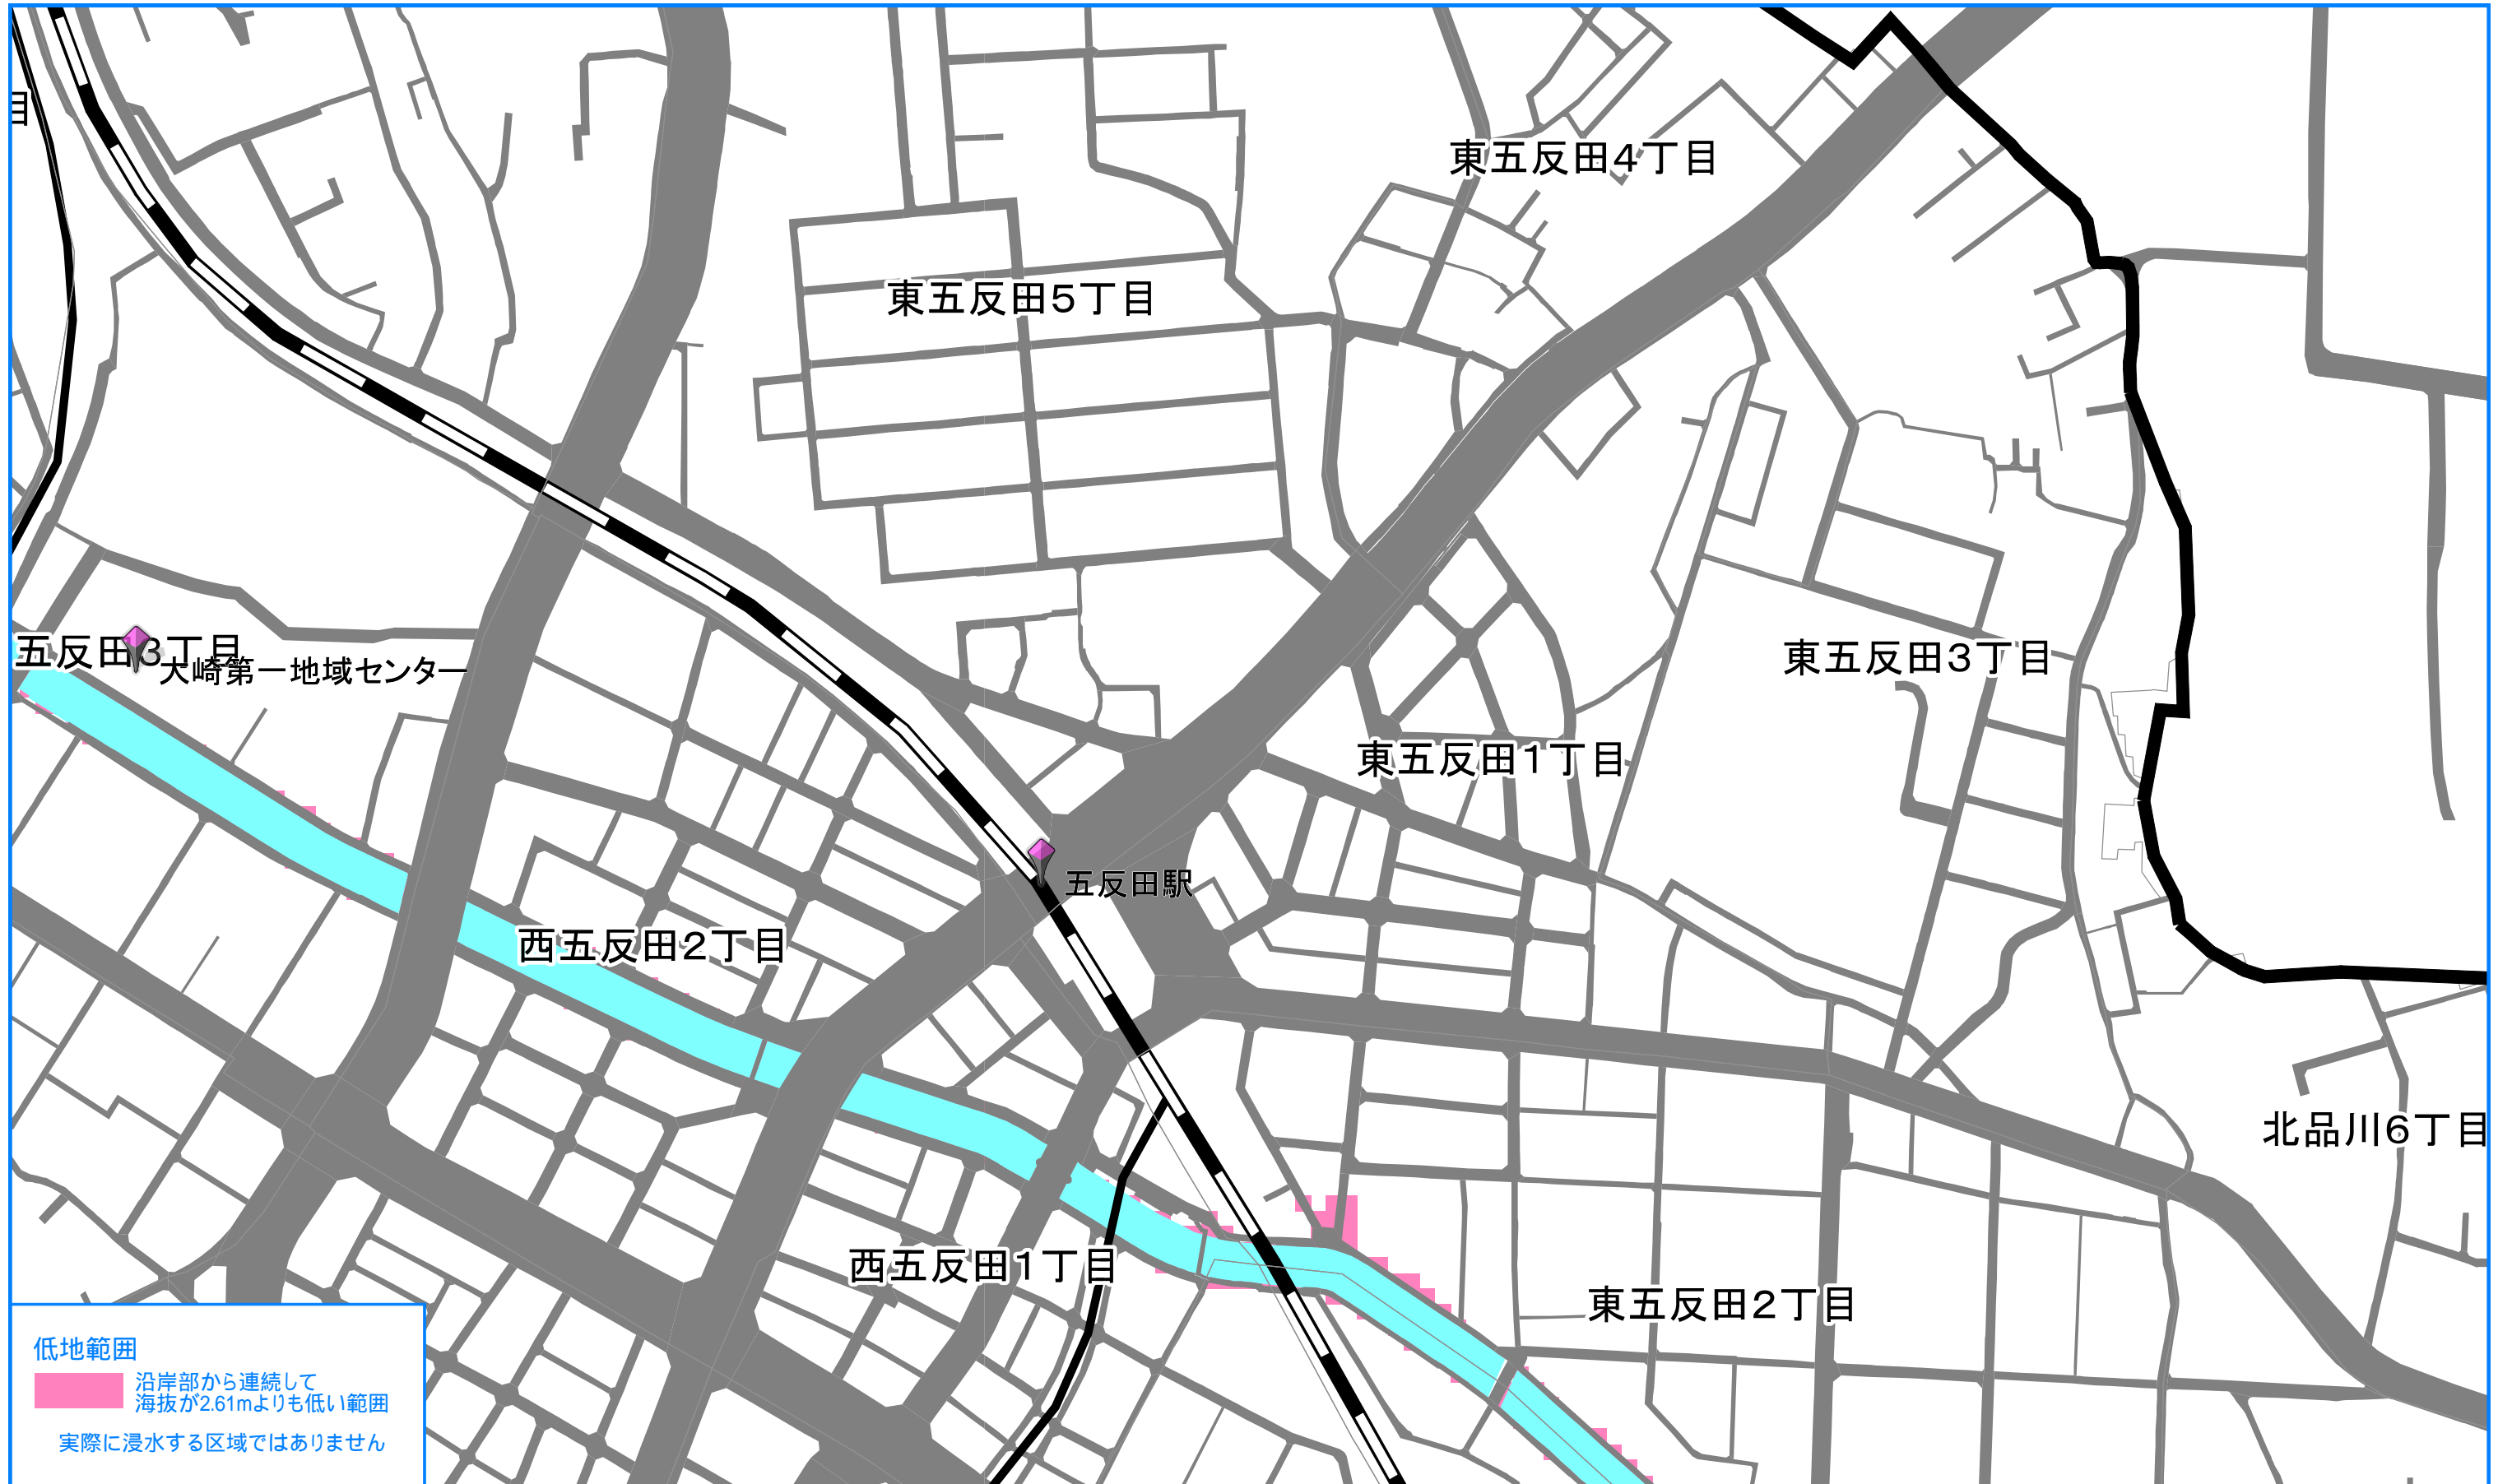 目
東五反田4丁目
東五反田5丁目
五反田3丁目
大崎第一地域センター
東五反田3丁目
東五反田1丁目
五反田駅
西五反田2丁目
北品川6丁目
西五反田1丁目
東五反田2丁目
低地範囲
沿岸部から連続して
海抜が2.61mよりも低い範囲
実際に浸水する区域ではありません